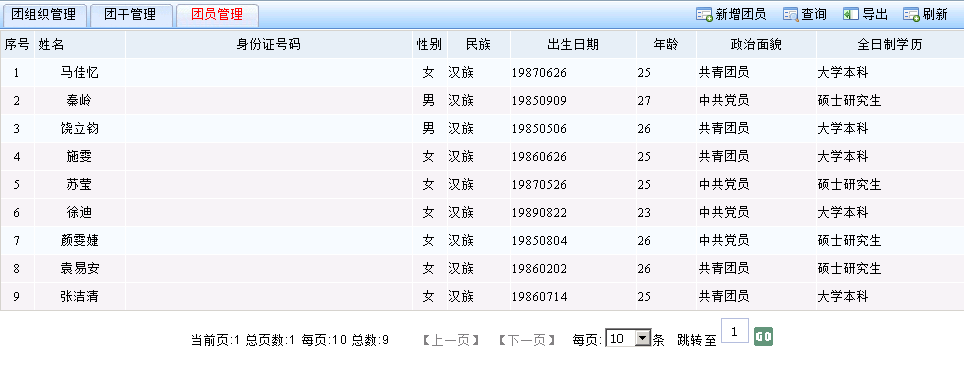 团组织管理 团干管理 团员管理 新增团员 查询 导出 刷新
序号 姓名 身份证号码 性别 民族 出生日期 年龄 政治面貌 全日制学历
1 马佳忆 女 汉族 19870626 25 共青团员 大学本科
2 秦岭 男 汉族 19850909 27 中共党员 硕士研究生
3 饶立钧 男 汉族 19850506 26 共青团员 大学本科
4 施雯 女 汉族 19860626 25 共青团员 大学本科
5 苏莹 女 汉族 19870526 25 中共党员 硕士研究生
6 徐迪 女 汉族 19890822 23 中共党员 大学本科
7 颜雯婕 女 汉族 19850804 26 中共党员 硕士研究生
8 袁易安 女 汉族 19860202 26 共青团员 硕士研究生
9 张洁清 女 汉族 19860714 25 共青团员 大学本科
当前页:1 总页数:1 每页:10 总数:9 【上一页】 【下一页】 每页: 10 条 跳转至 1 GO